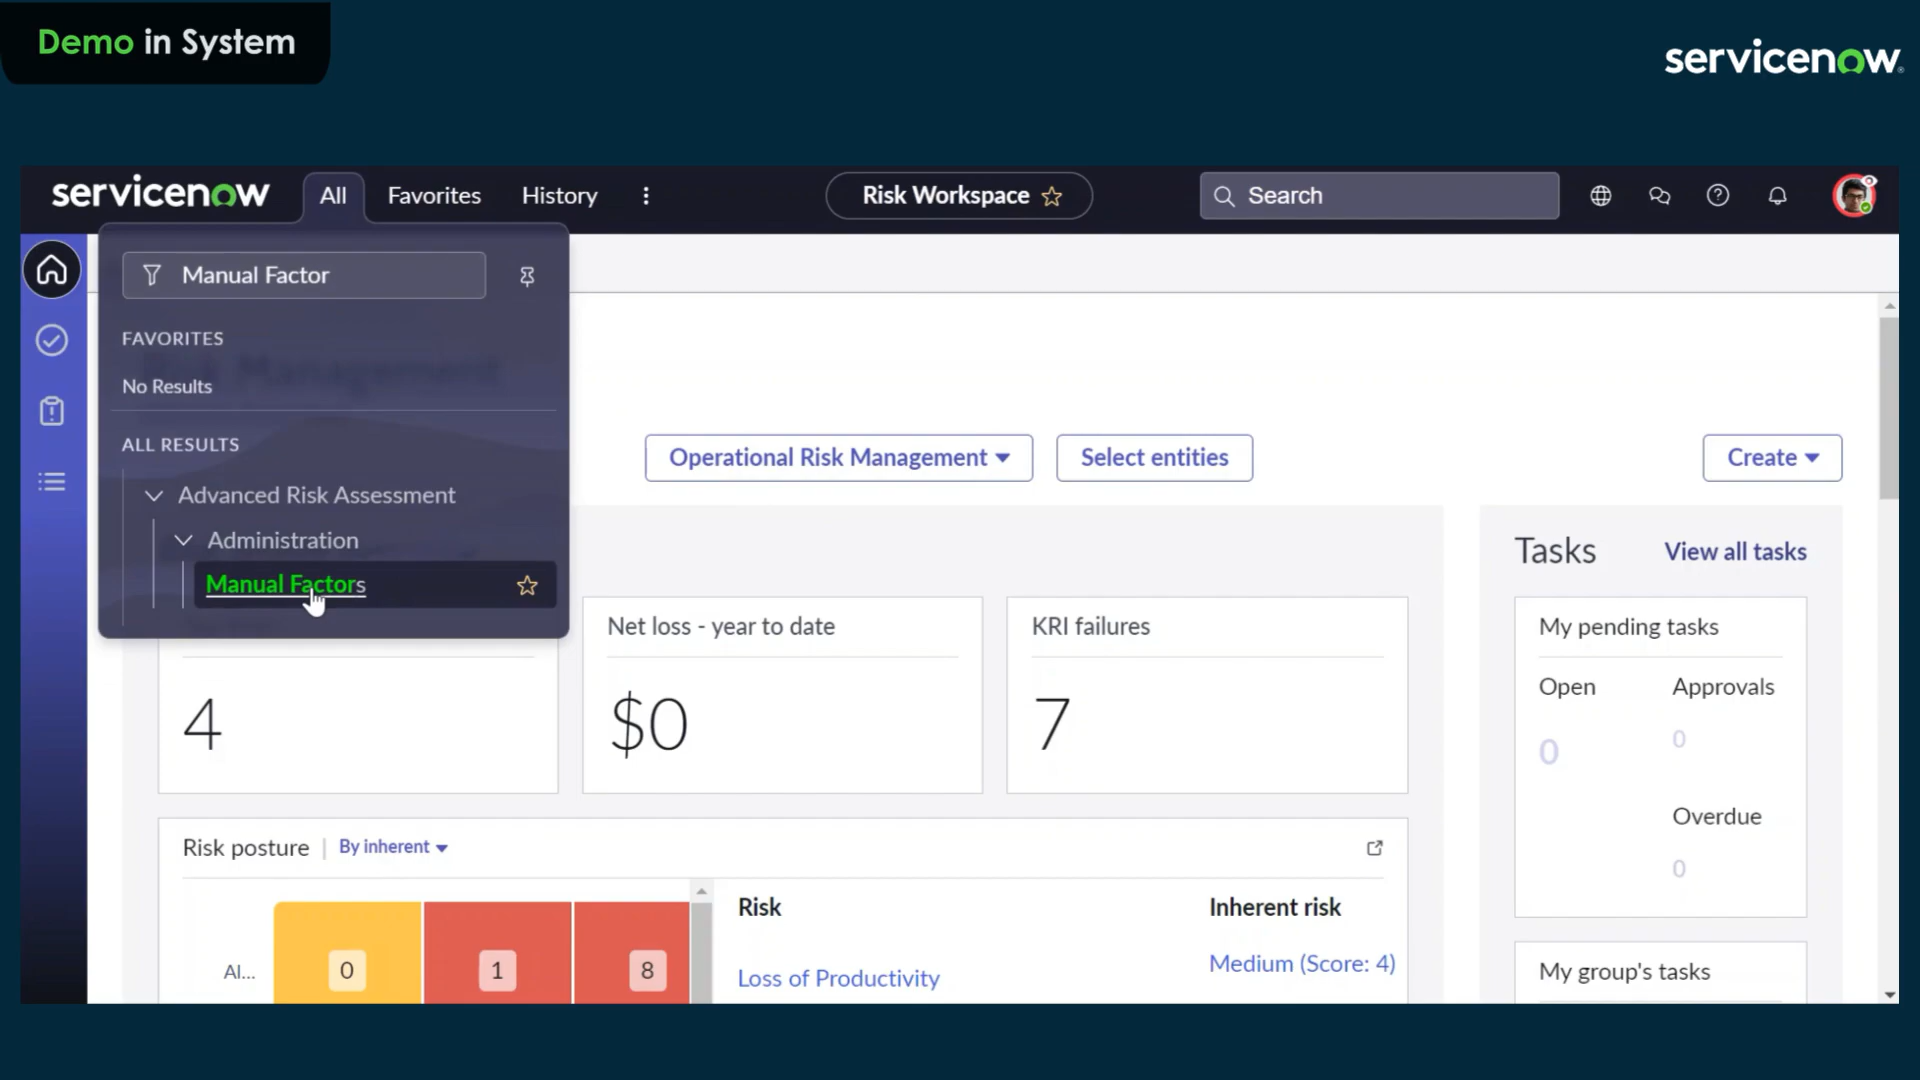 Demo in System
servicenow
servicenow
All
Favorites
History
Risk Workspace
Search
Manual Factor
FAVORITES
No Results
ALL RESULTS
Advanced Risk Assessment
Administration
Manual Factors
Risk Management
Operational Risk Management
Select entities
Create
Net loss - year to date
KRI failures
4
$0
7
Tasks
View all tasks
My pending tasks
Open
Approvals
0
0
Overdue
0
My group's tasks
Risk posture
By inherent
Al...
0
1
8
Risk
Inherent risk
Loss of Productivity
Medium (Score: 4)